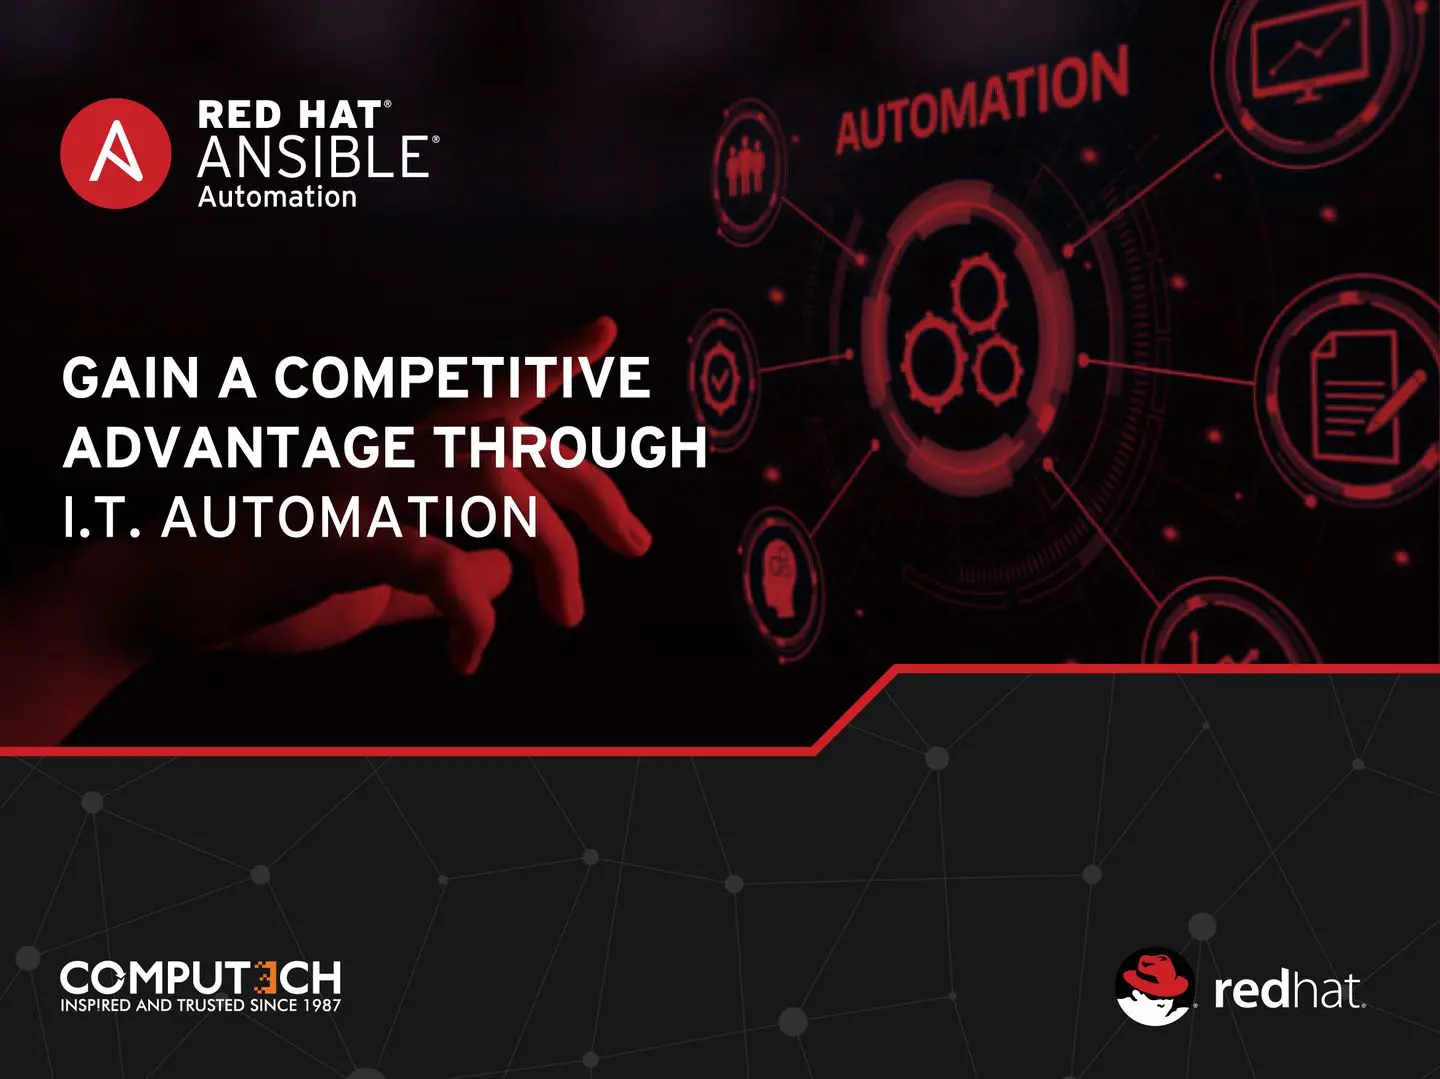 RED HAT®
ANSIBLE®
Automation
AUTOMATION
GAIN A COMPETITIVE
ADVANTAGE THROUGH
I.T. AUTOMATION
COMPUTECH
INSPIRED AND TRUSTED SINCE 1987
redhat®